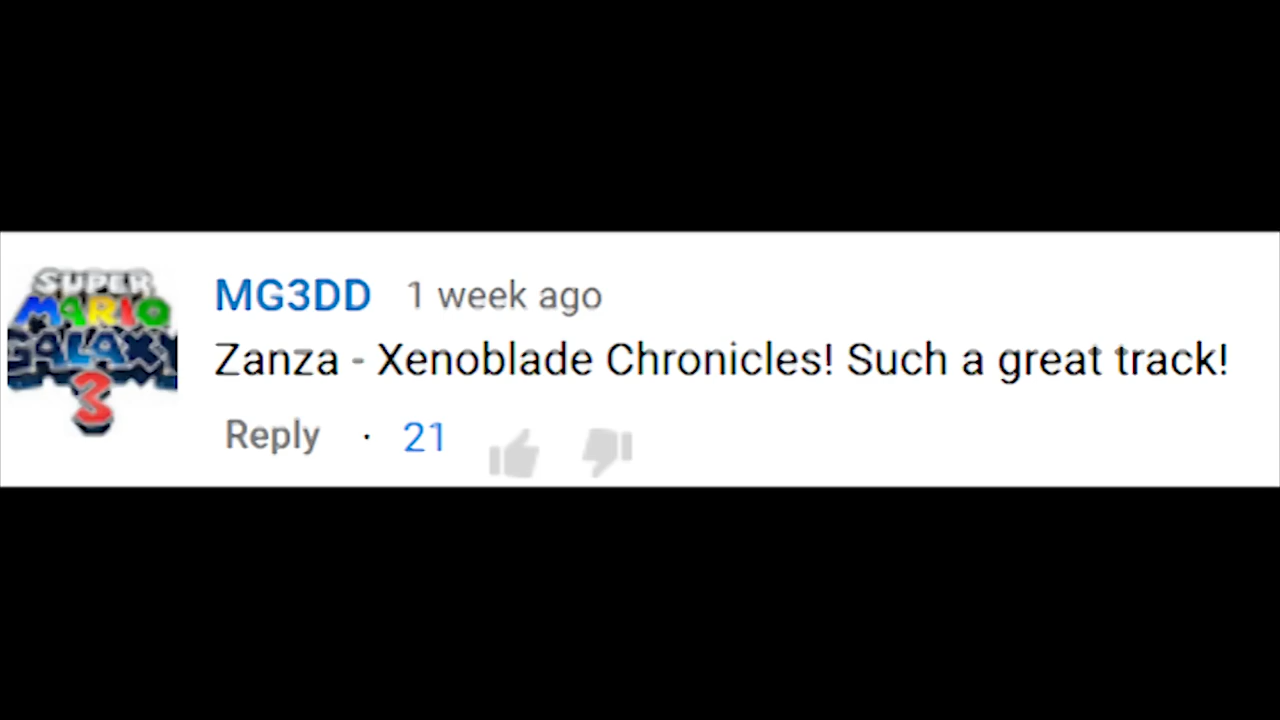 SUPER
MARIO
GALAXY
3
MG3DD 1 week ago
Zanza - Xenoblade Chronicles! Such a great track!
Reply · 21